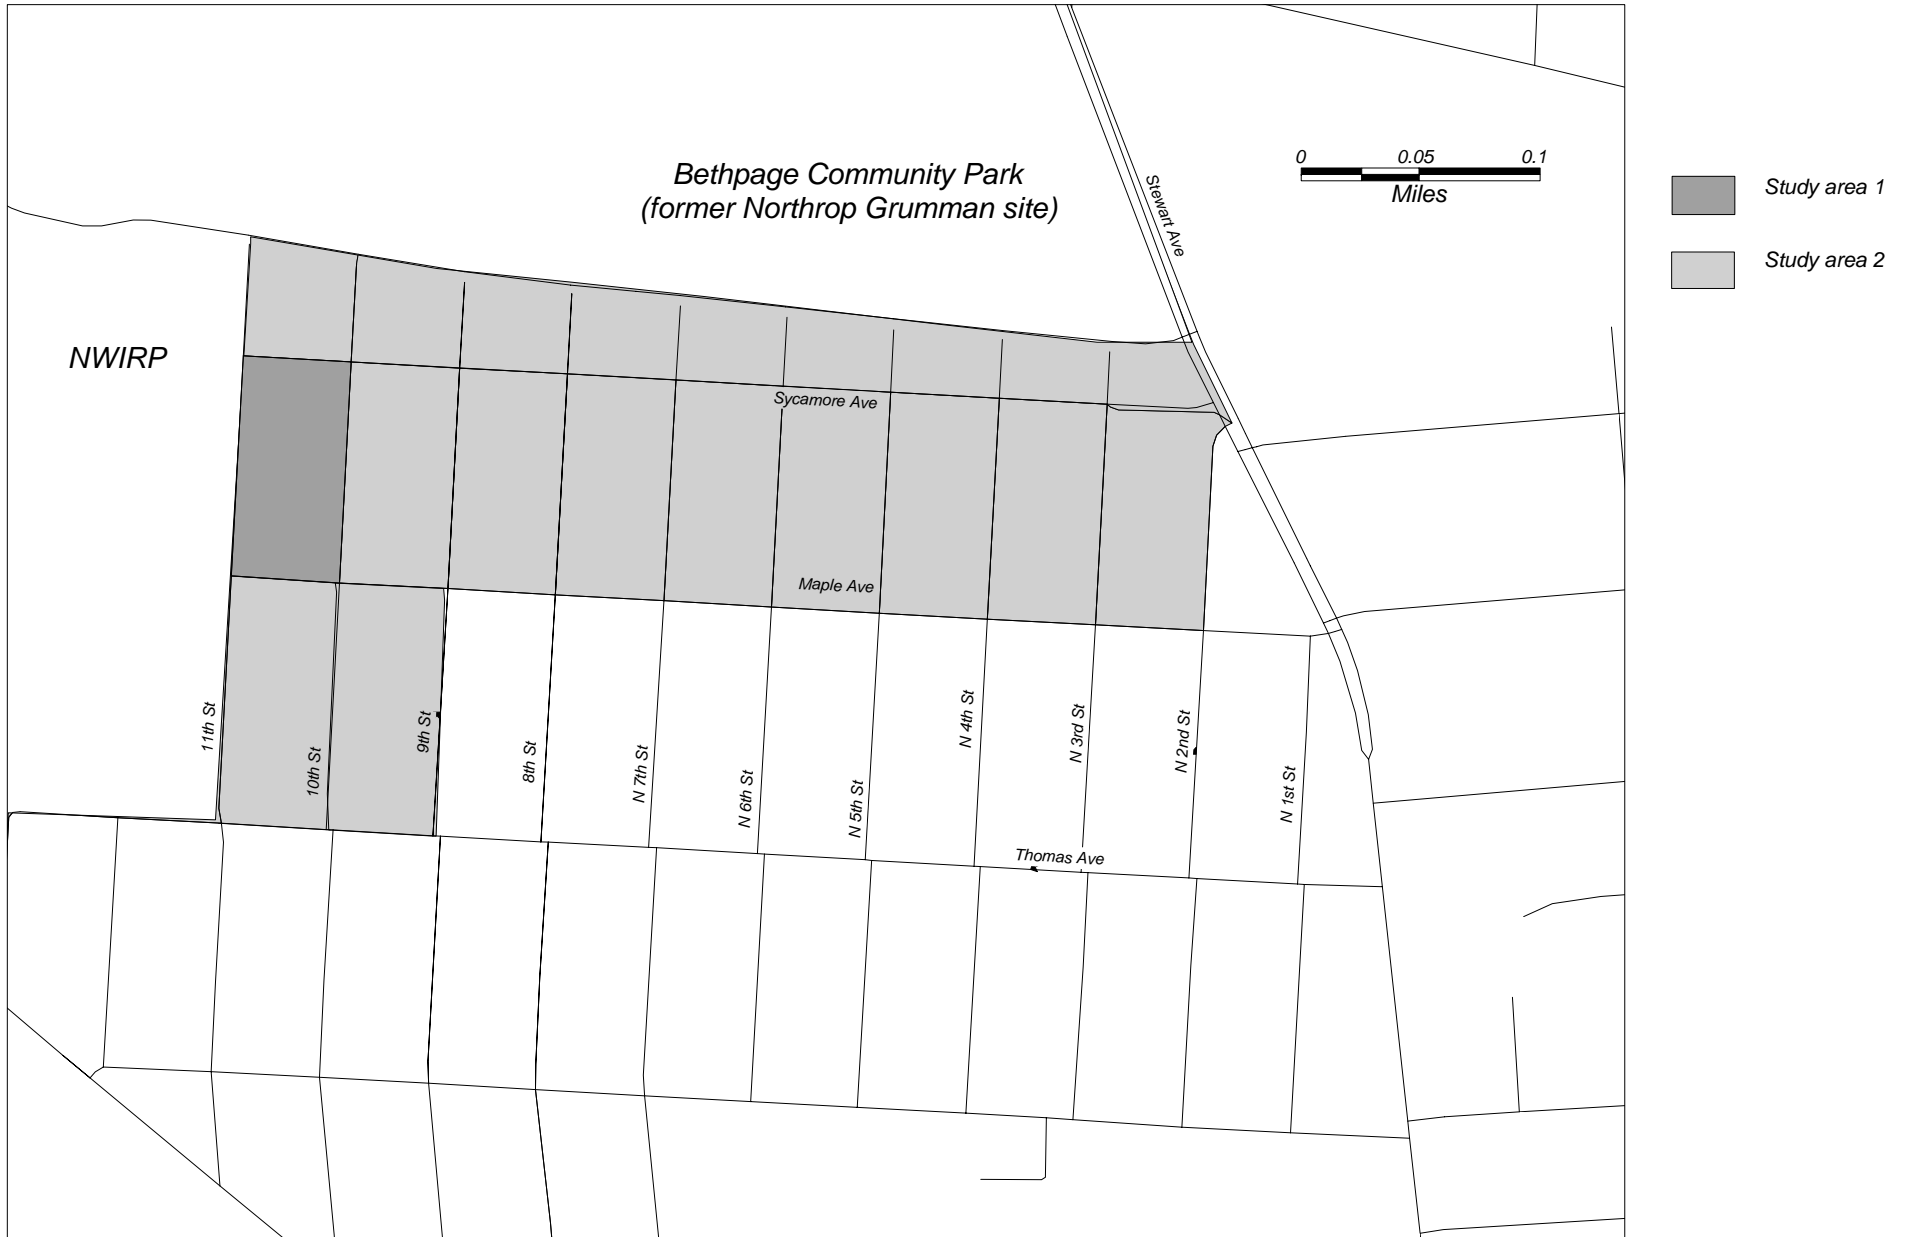 Bethpage Community Park
(former Northrop Grumman site)
Stewart Ave
0 0.05 0.1
Miles
Study area 1
Study area 2
NWIRP
Sycamore Ave
Maple Ave
11th St
10th St
9th St
8th St
N 7th St
N 6th St
N 5th St
N 4th St
N 3rd St
N 2nd St
N 1st St
Thomas Ave